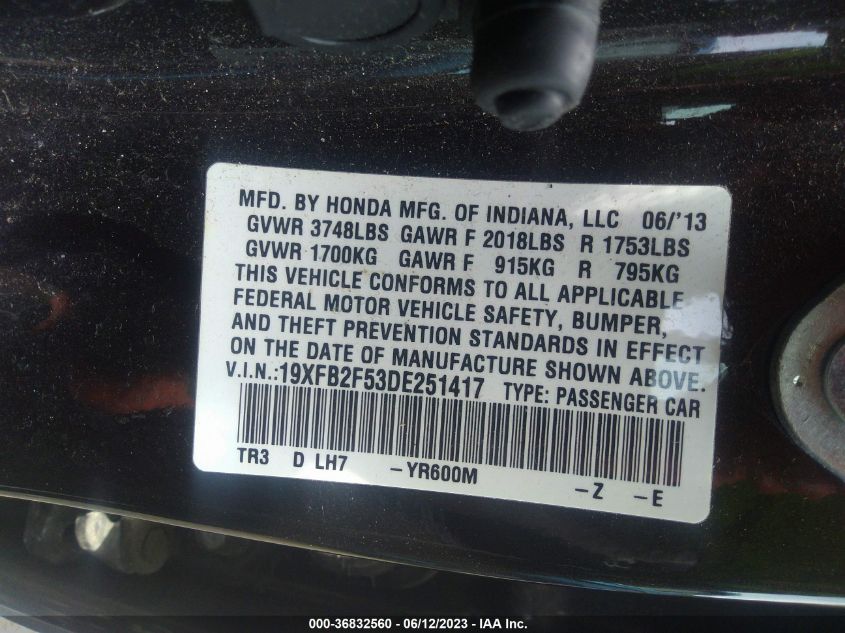 MFD. BY HONDA MFG. OF INDIANA, LLC 06/'13
GVWR 3748LBS GAWR F 2018LBS R 1753LBS
GVWR 1700KG GAWR F 915KG R 795KG
THIS VEHICLE CONFORMS TO ALL APPLICABLE
FEDERAL MOTOR VEHICLE SAFETY, BUMPER,
AND THEFT PREVENTION STANDARDS IN EFFECT
ON THE DATE OF MANUFACTURE SHOWN ABOVE.
V.I.N.:19XFB2F53DE251417 TYPE: PASSENGER CAR
TR3 D LH7 -YR600M -Z -E
000-36832560 - 06/12/2023 - IAA Inc.